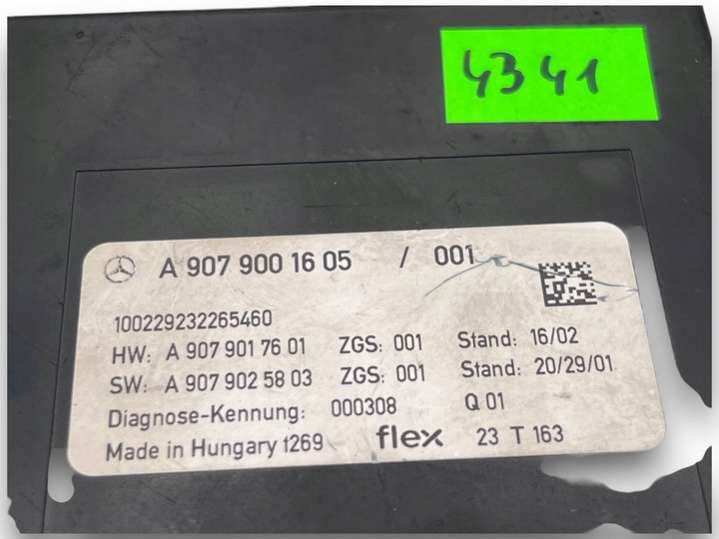 4341
A 907 900 16 05 / 001
100229232265460
HW: A 907 901 76 01 ZGS: 001 Stand: 16/02
SW: A 907 902 58 03 ZGS: 001 Stand: 20/29/01
Diagnose-Kennung: 000308 Q 01
Made in Hungary t269 flex 23 T 163